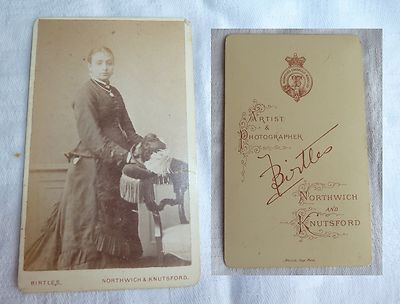 BIRTLES,
NORTHWICH & KNUTSFORD.
ARTIST
&
PHOTOGRAPHER
Birtles
NORTHWICH
AND
KNUTSFORD